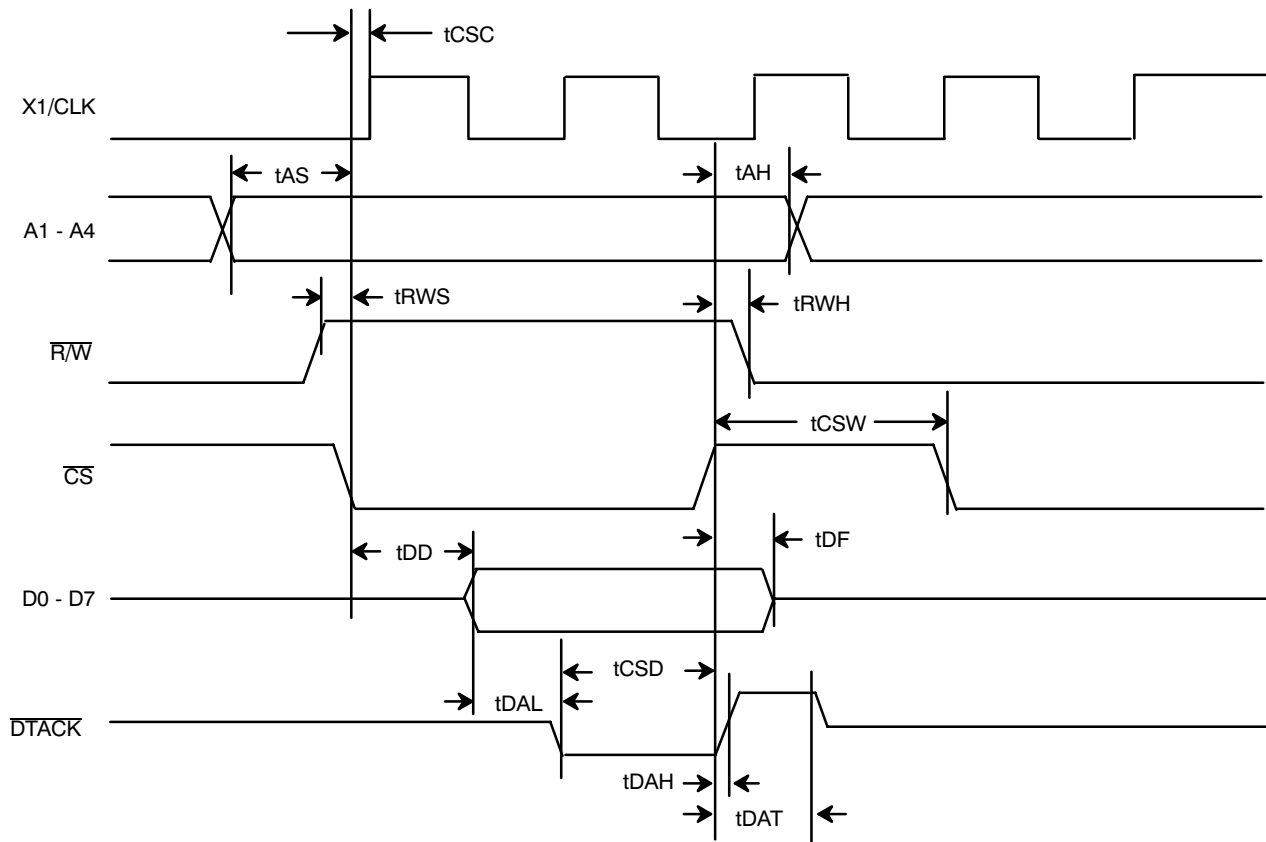 tCSC
X1/CLK
tAS
tAH
A1 - A4
tRWS
tRWH
R/W
tCSW
CS
tDD
tDF
D0 - D7
tCSD
tDAL
DTACK
tDAH
tDAT